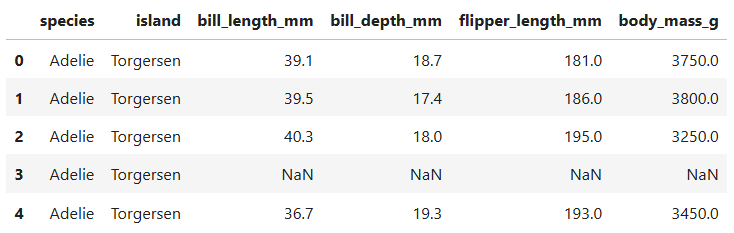 species island bill_length_mm bill_depth_mm flipper_length_mm body_mass_g
0 Adelie Torgersen 39.1 18.7 181.0 3750.0
1 Adelie Torgersen 39.5 17.4 186.0 3800.0
2 Adelie Torgersen 40.3 18.0 195.0 3250.0
3 Adelie Torgersen NaN NaN NaN NaN
4 Adelie Torgersen 36.7 19.3 193.0 3450.0